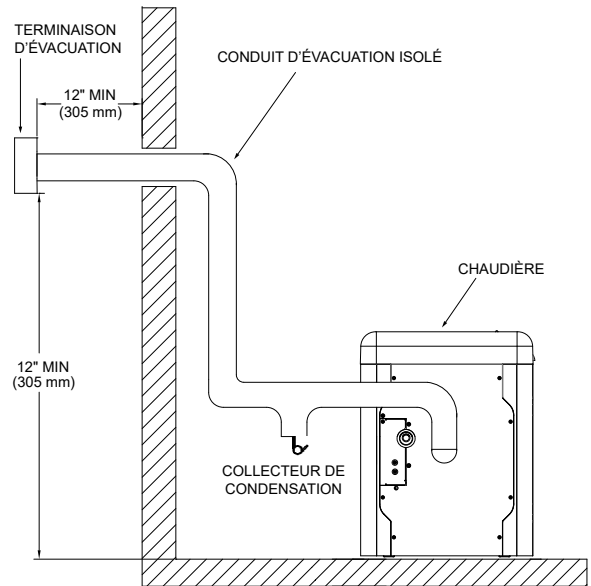 TERMINAISON
D'ÉVACUATION
CONDUIT D'ÉVACUATION ISOLÉ
12" MIN
(305 mm)
CHAUDIÈRE
12" MIN
(305 mm)
COLLECTEUR DE
CONDENSATION